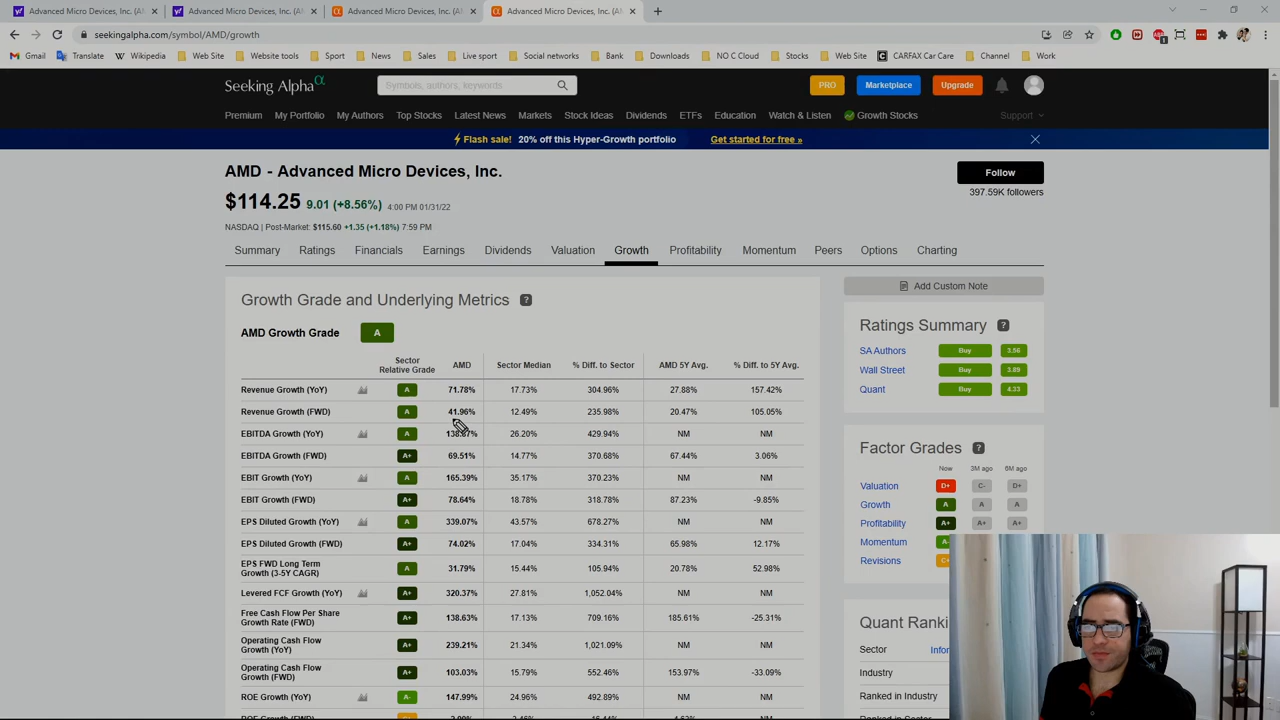 Advanced Micro Devices, Inc. (AM
Advanced Micro Devices, Inc. (AM
Advanced Micro Devices, Inc. (AM
Advanced Micro Devices, Inc. (AM
seekingalpha.com/symbol/AMD/growth
Gmail Translate Wikipedia Web Site Website tools Sport News Sales Live sport Social networks Bank Downloads NO C Cloud Stocks Web Site CARFAX Car Care Channel Work
Seeking Alpha α
Symbols, authors, keywords
PRO Marketplace Upgrade
Premium My Portfolio My Authors Top Stocks Latest News Markets Stock Ideas Dividends ETFs Education Watch & Listen Growth Stocks Support
Flash sale! 20% off this Hyper-Growth portfolio Get started for free »
AMD - Advanced Micro Devices, Inc.
Follow
$114.25 9.01 (+8.56%) 4:00 PM 01/31/22
397.59K followers
NASDAQ | Post-Market: $115.60 +1.35 (+1.18%) 7:59 PM
Summary Ratings Financials Earnings Dividends Valuation Growth Profitability Momentum Peers Options Charting
Growth Grade and Underlying Metrics ?
AMD Growth Grade A
Sector Relative Grade AMD Sector Median % Diff. to Sector AMD 5Y Avg. % Diff. to 5Y Avg.
Revenue Growth (YoY) A 71.78% 17.73% 304.96% 27.88% 157.42%
Revenue Growth (FWD) A 41.96% 12.49% 235.98% 20.47% 105.05%
EBITDA Growth (YoY) A 26.20% 429.94% NM NM
EBITDA Growth (FWD) A+ 69.51% 14.77% 370.68% 67.44% 3.06%
EBIT Growth (YoY) A 165.39% 35.17% 370.23% NM NM
EBIT Growth (FWD) A+ 78.64% 18.78% 318.78% 87.23% -9.85%
EPS Diluted Growth (YoY) A 339.07% 43.57% 678.27% NM NM
EPS Diluted Growth (FWD) A+ 74.02% 17.04% 334.31% 65.98% 12.17%
EPS FWD Long Term
Growth (3-5Y CAGR) A 31.79% 15.44% 105.94% 20.78% 52.98%
Levered FCF Growth (YoY) A+ 320.37% 27.81% 1,052.04% NM NM
Free Cash Flow Per Share
Growth Rate (FWD) A+ 138.63% 17.13% 709.16% 185.61% -25.31%
Operating Cash Flow
Growth (YoY) A+ 239.21% 21.34% 1,021.09% NM NM
Operating Cash Flow
Growth (FWD) A+ 103.03% 15.79% 552.46% 153.97% -33.09%
ROE Growth (YoY) A- 147.99% 24.96% 492.89% NM NM
Add Custom Note
Ratings Summary ?
SA Authors Buy 3.56
Wall Street Buy 3.89
Quant Buy 4.33
Factor Grades ?
Now 3M ago 6M ago
Valuation D+ C- D+
Growth A A A
Profitability A+ A+ A+
Momentum
Revisions
Quant Ranki
Sector Infor
Industry
Ranked in Industry